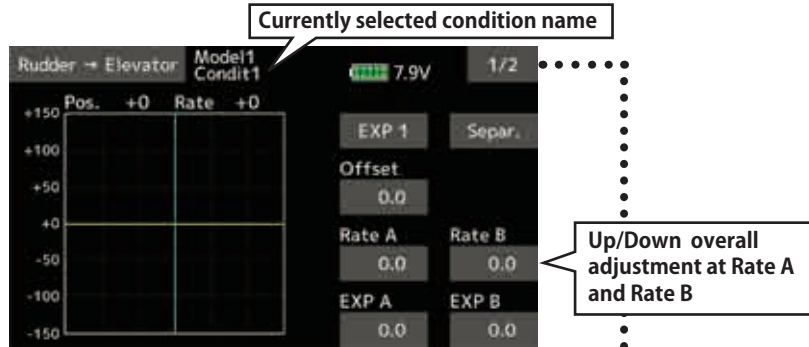 Currently selected condition name
Rudder → Elevator
Model1
Condit1
7.9V
1/2
Pos. +0 Rate +0
+150
+100
+50
+0
-50
-100
-150
EXP 1
Separ.
Offset
0.0
Rate A Rate B
0.0 0.0
EXP A EXP B
0.0 0.0
Up/Down overall
adjustment at Rate A
and Rate B